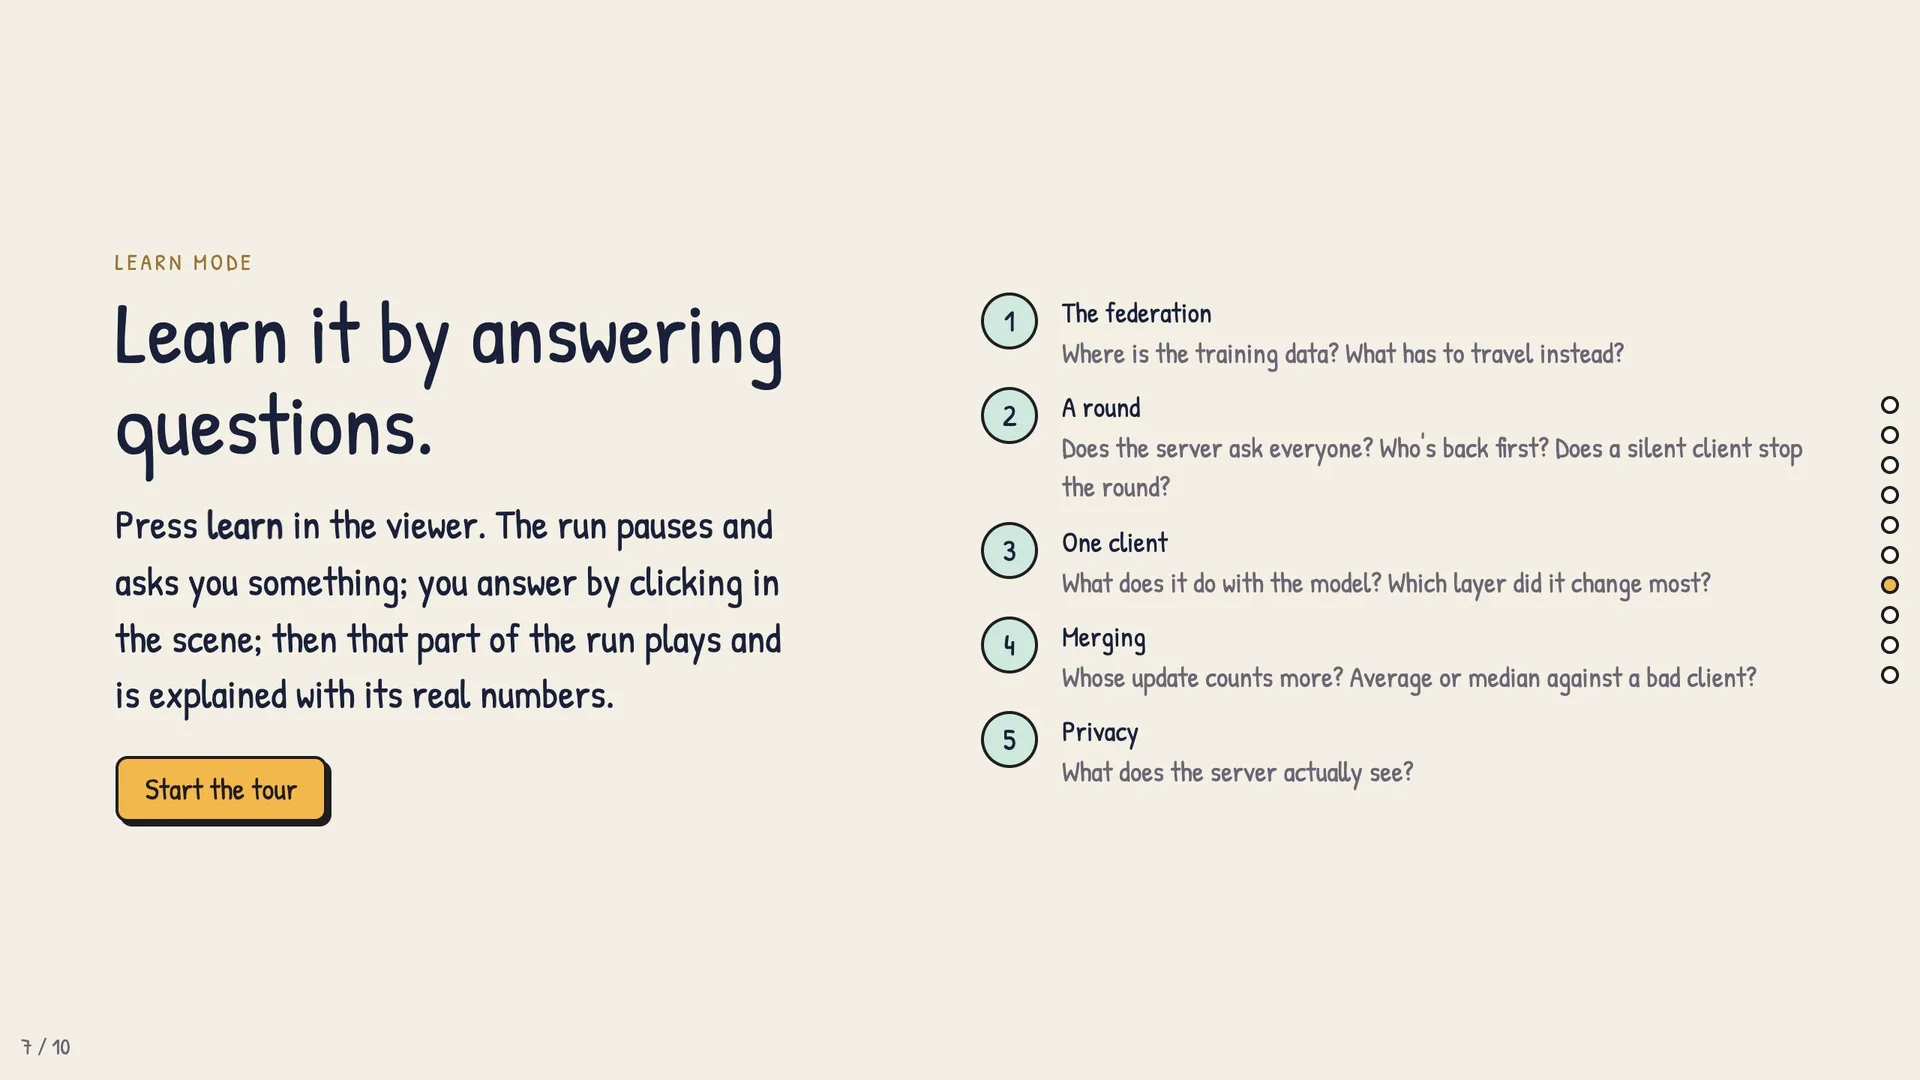 LEARN MODE
Learn it by answering
questions.
Press learn in the viewer. The run pauses and
asks you something; you answer by clicking in
the scene; then that part of the run plays and
is explained with its real numbers.
Start the tour
1
The federation
Where is the training data? What has to travel instead?
2
A round
Does the server ask everyone? Who's back first? Does a silent client stop
the round?
3
One client
What does it do with the model? Which layer did it change most?
4
Merging
Whose update counts more? Average or median against a bad client?
5
Privacy
What does the server actually see?
7 / 10